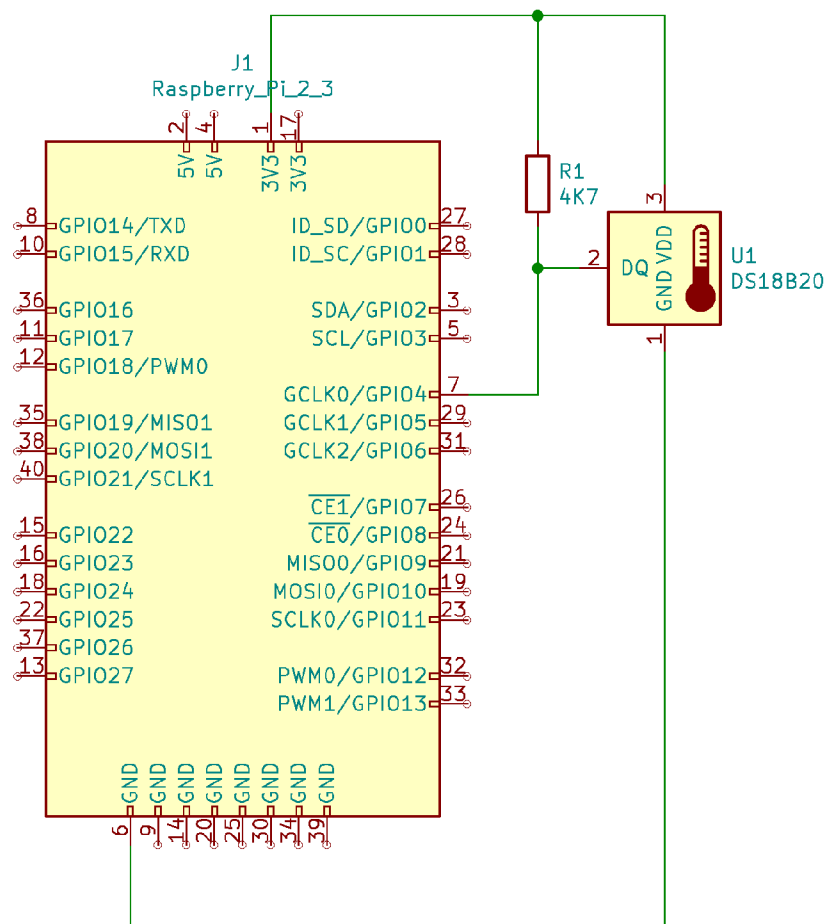 J1
Raspberry_Pi_2_3
2
4
1
17
5V
5V
3V3
3V3
8
GPIO14/TXD
ID_SD/GPIO0
27
10
GPIO15/RXD
ID_SC/GPIO1
28
36
GPIO16
SDA/GPIO2
3
11
GPIO17
SCL/GPIO3
5
12
GPIO18/PWM0
GCLK0/GPIO4
7
35
GPIO19/MISO1
GCLK1/GPIO5
29
38
GPIO20/MOSI1
GCLK2/GPIO6
31
40
GPIO21/SCLK1
CE1/GPIO7
26
15
GPIO22
CE0/GPIO8
24
16
GPIO23
MISO0/GPIO9
21
18
GPIO24
MOSI0/GPIO10
19
22
GPIO25
SCLK0/GPIO11
23
37
GPIO26
13
GPIO27
PWM0/GPIO12
32
PWM1/GPIO13
33
GND
GND
GND
GND
GND
GND
GND
GND
6
9
14
20
25
30
34
39
R1
4K7
3
2
DQ
GND
VDD
1
U1
DS18B20